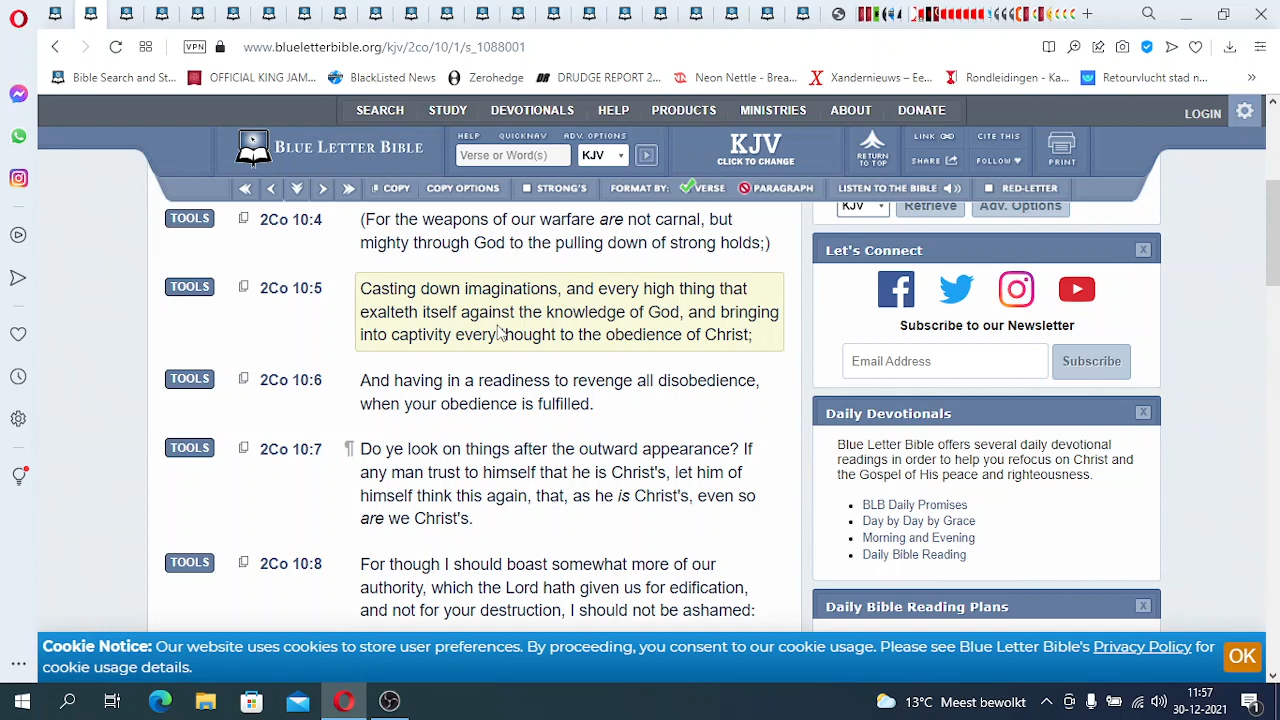 VPN
www.blueletterbible.org/kjv/2co/10/1/s_1088001
Bible Search and St...
OFFICIAL KING JAM...
BlackListed News
Zerohedge
DRUDGE REPORT 2...
Neon Nettle - Brea...
Xandernieuws – Ee...
Rondleidingen - Ka...
Retourvlucht stad n...
SEARCH
STUDY
DEVOTIONALS
HELP
PRODUCTS
MINISTRIES
ABOUT
DONATE
LOGIN
BLUE LETTER BIBLE
HELP
QUICKNAV
ADV. OPTIONS
Verse or Word(s)
KJV
KJV
CLICK TO CHANGE
RETURN
TO TOP
LINK
CITE THIS
SHARE
FOLLOW
PRINT
COPY
COPY OPTIONS
STRONG'S
FORMAT BY:
VERSE
PARAGRAPH
LISTEN TO THE BIBLE
RED-LETTER
TOOLS
2Co 10:4
(For the weapons of our warfare are not carnal, but
mighty through God to the pulling down of strong holds;)
TOOLS
2Co 10:5
Casting down imaginations, and every high thing that
exalteth itself against the knowledge of God, and bringing
into captivity every thought to the obedience of Christ;
TOOLS
2Co 10:6
And having in a readiness to revenge all disobedience,
when your obedience is fulfilled.
TOOLS
2Co 10:7
¶ Do ye look on things after the outward appearance? If
any man trust to himself that he is Christ's, let him of
himself think this again, that, as he is Christ's, even so
are we Christ's.
TOOLS
2Co 10:8
For though I should boast somewhat more of our
authority, which the Lord hath given us for edification,
and not for your destruction, I should not be ashamed:
KJV
Retrieve
Adv. Options
Let's Connect
Subscribe to our Newsletter
Email Address
Subscribe
Daily Devotionals
Blue Letter Bible offers several daily devotional
readings in order to help you refocus on Christ and
the Gospel of His peace and righteousness.
BLB Daily Promises
Day by Day by Grace
Morning and Evening
Daily Bible Reading
Daily Bible Reading Plans
Cookie Notice: Our website uses cookies to store user preferences. By proceeding, you consent to our cookie usage. Please see Blue Letter Bible's Privacy Policy for
cookie usage details.
OK
13°C Meest bewolkt
11:57
30-12-2021